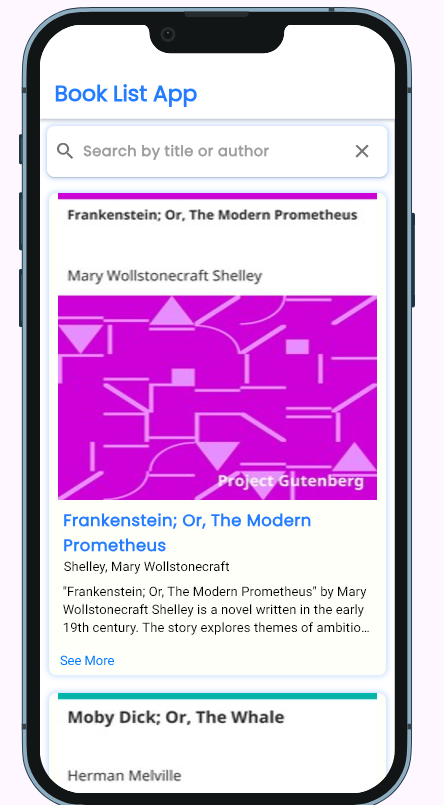 Book List App
Search by title or author
Frankenstein; Or, The Modern Prometheus
Mary Wollstonecraft Shelley
Project Gutenberg
Frankenstein; Or, The Modern
Prometheus
Shelley, Mary Wollstonecraft
"Frankenstein; Or, The Modern Prometheus" by Mary
Wollstonecraft Shelley is a novel written in the early
19th century. The story explores themes of ambitio...
See More
Moby Dick; Or, The Whale
Herman Melville